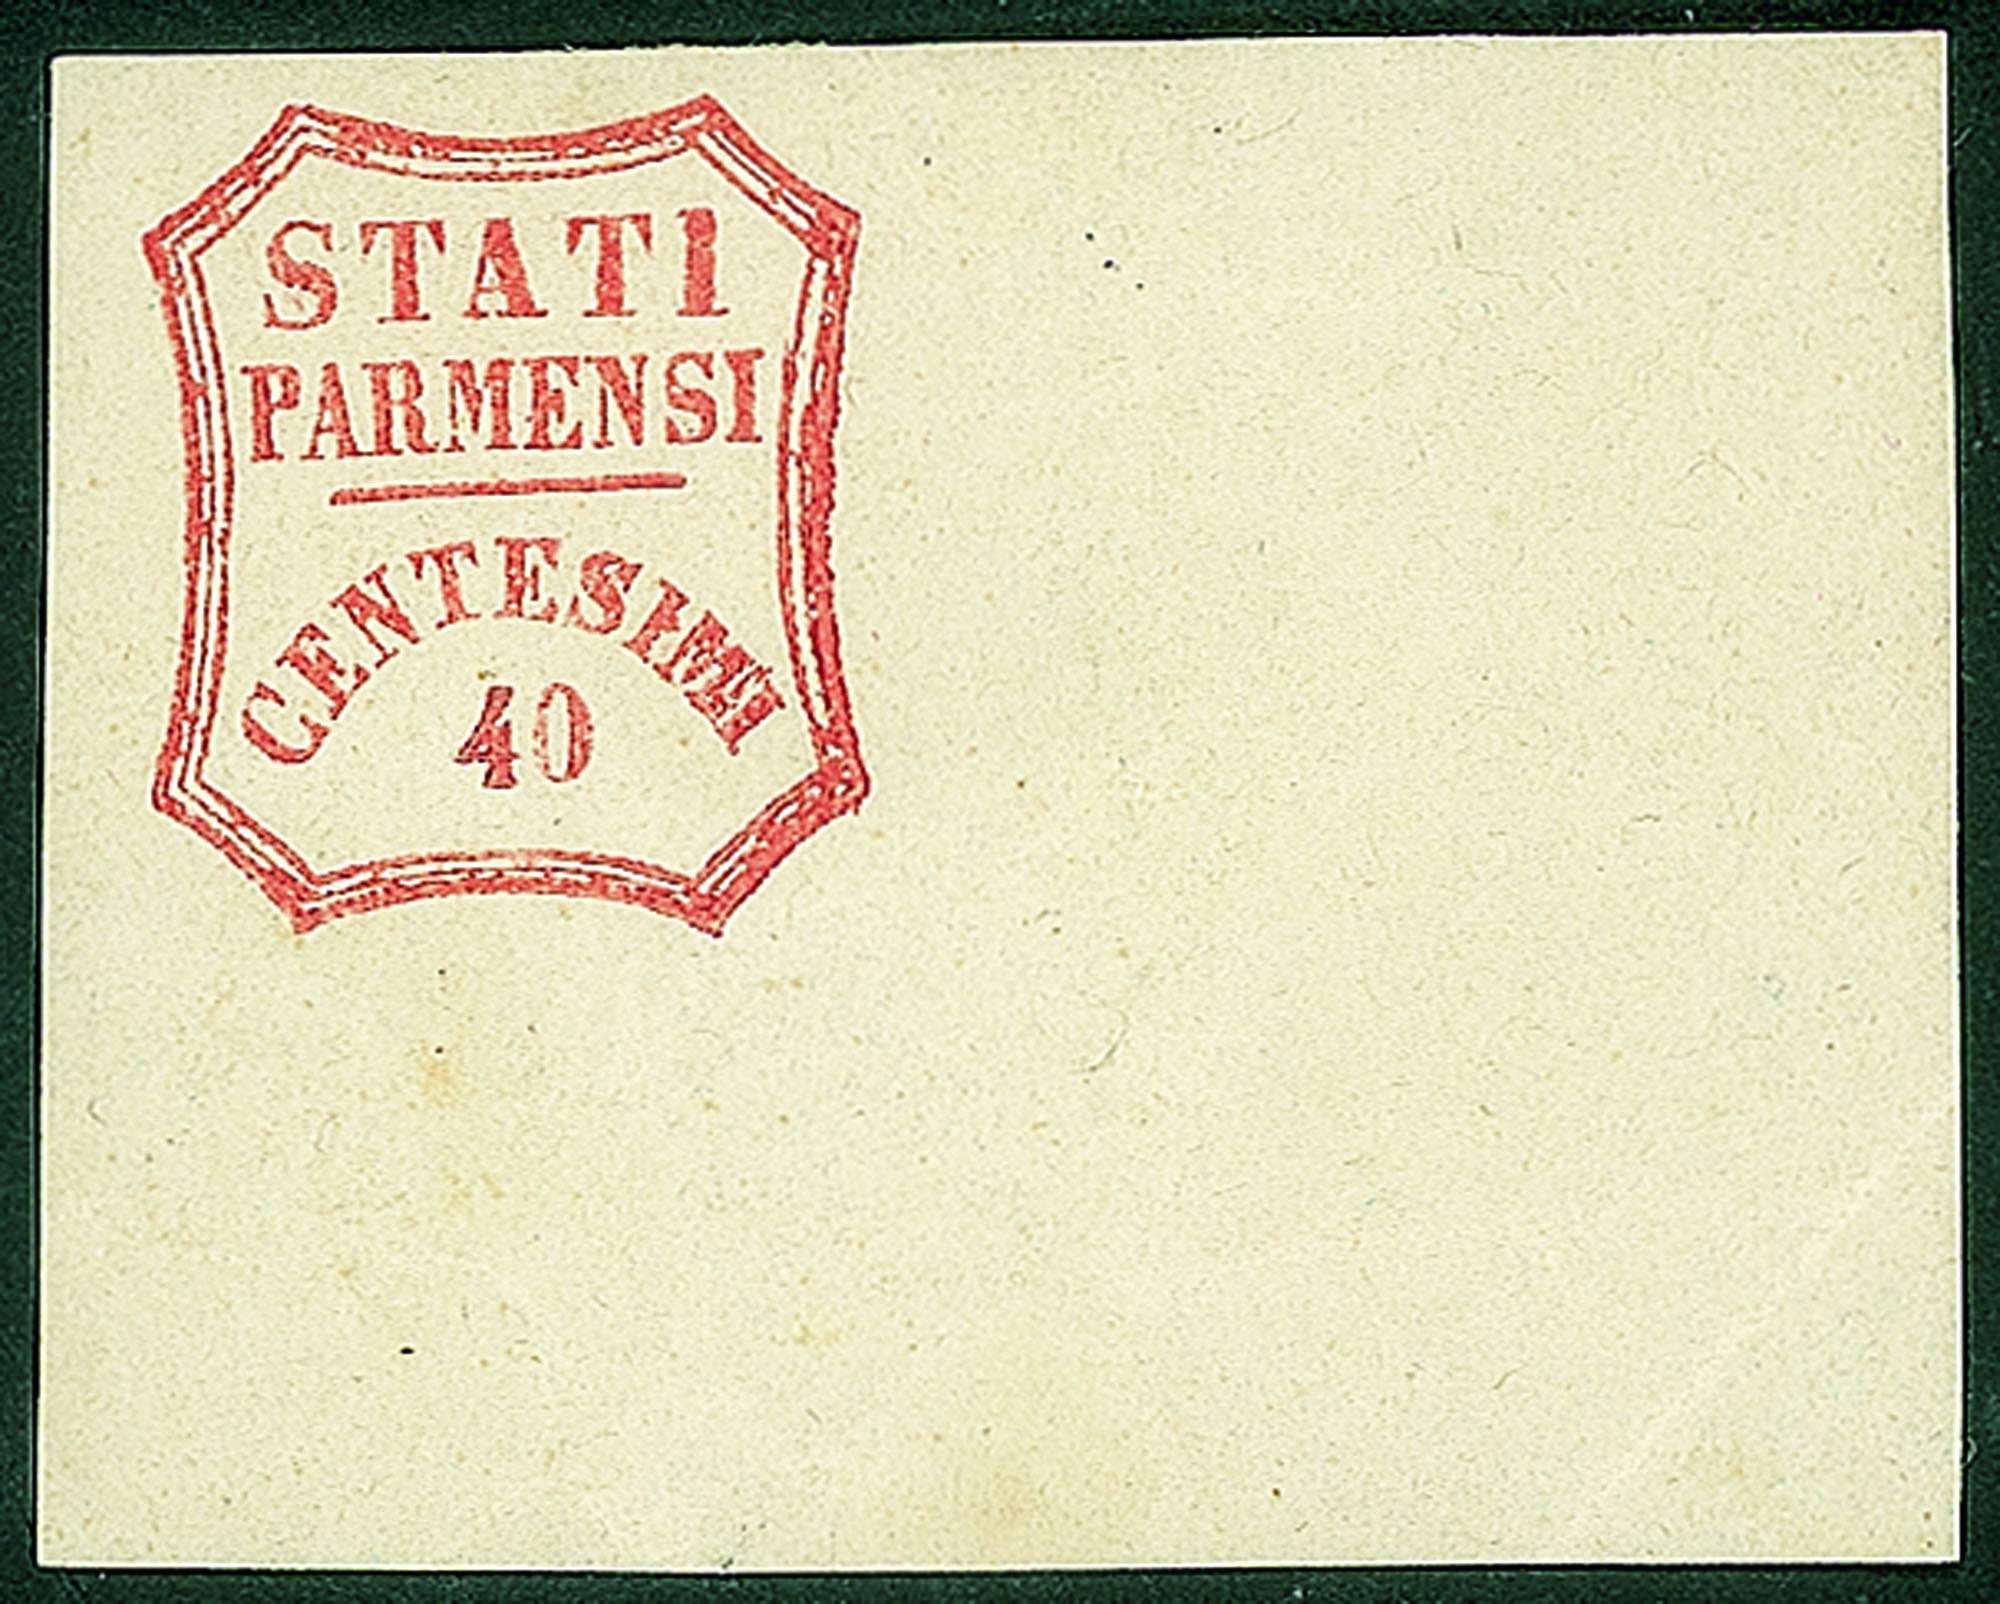 STATI
PARMENSI
CENTESIMI
40